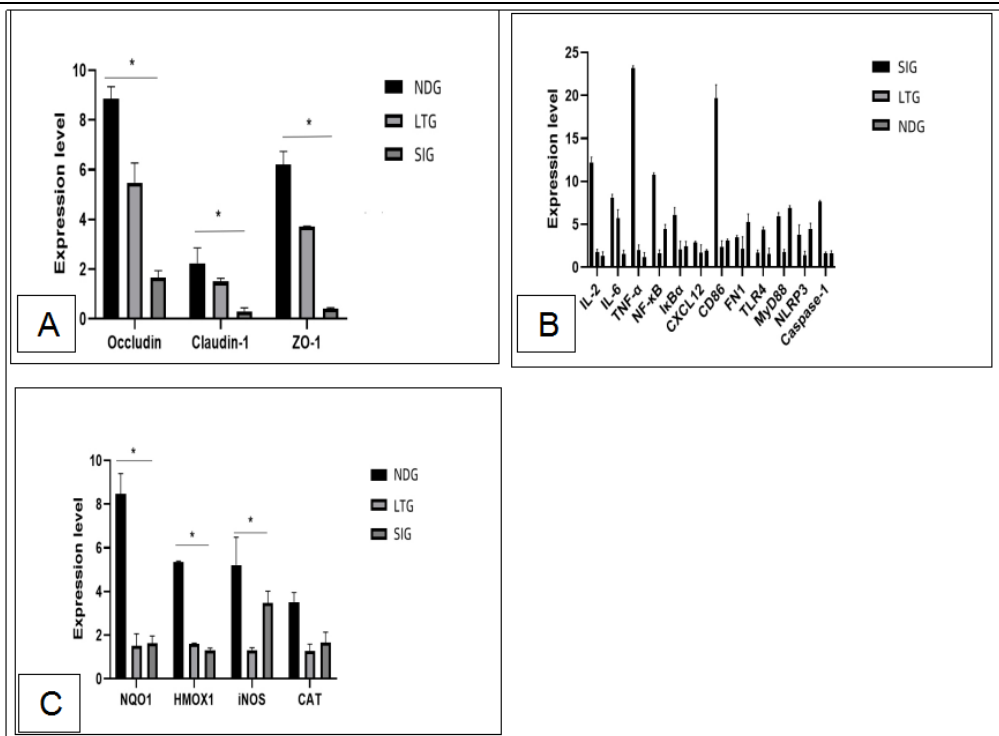 *
*
*
10
8
6
4
2
0
Expression level
NDG
LTG
SIG
Occludin
Claudin-1
ZO-1
A
25
20
15
10
5
0
Expression level
SIG
LTG
NDG
IL-2
IL-6
TNF-α
NF-κB
IκBα
CXCL12
CD86
FN1
TLR4
MyD88
NLRP3
Caspase-1
B
*
*
*
10
8
6
4
2
0
Expression level
NDG
LTG
SIG
NQO1
HMOX1
iNOS
CAT
C